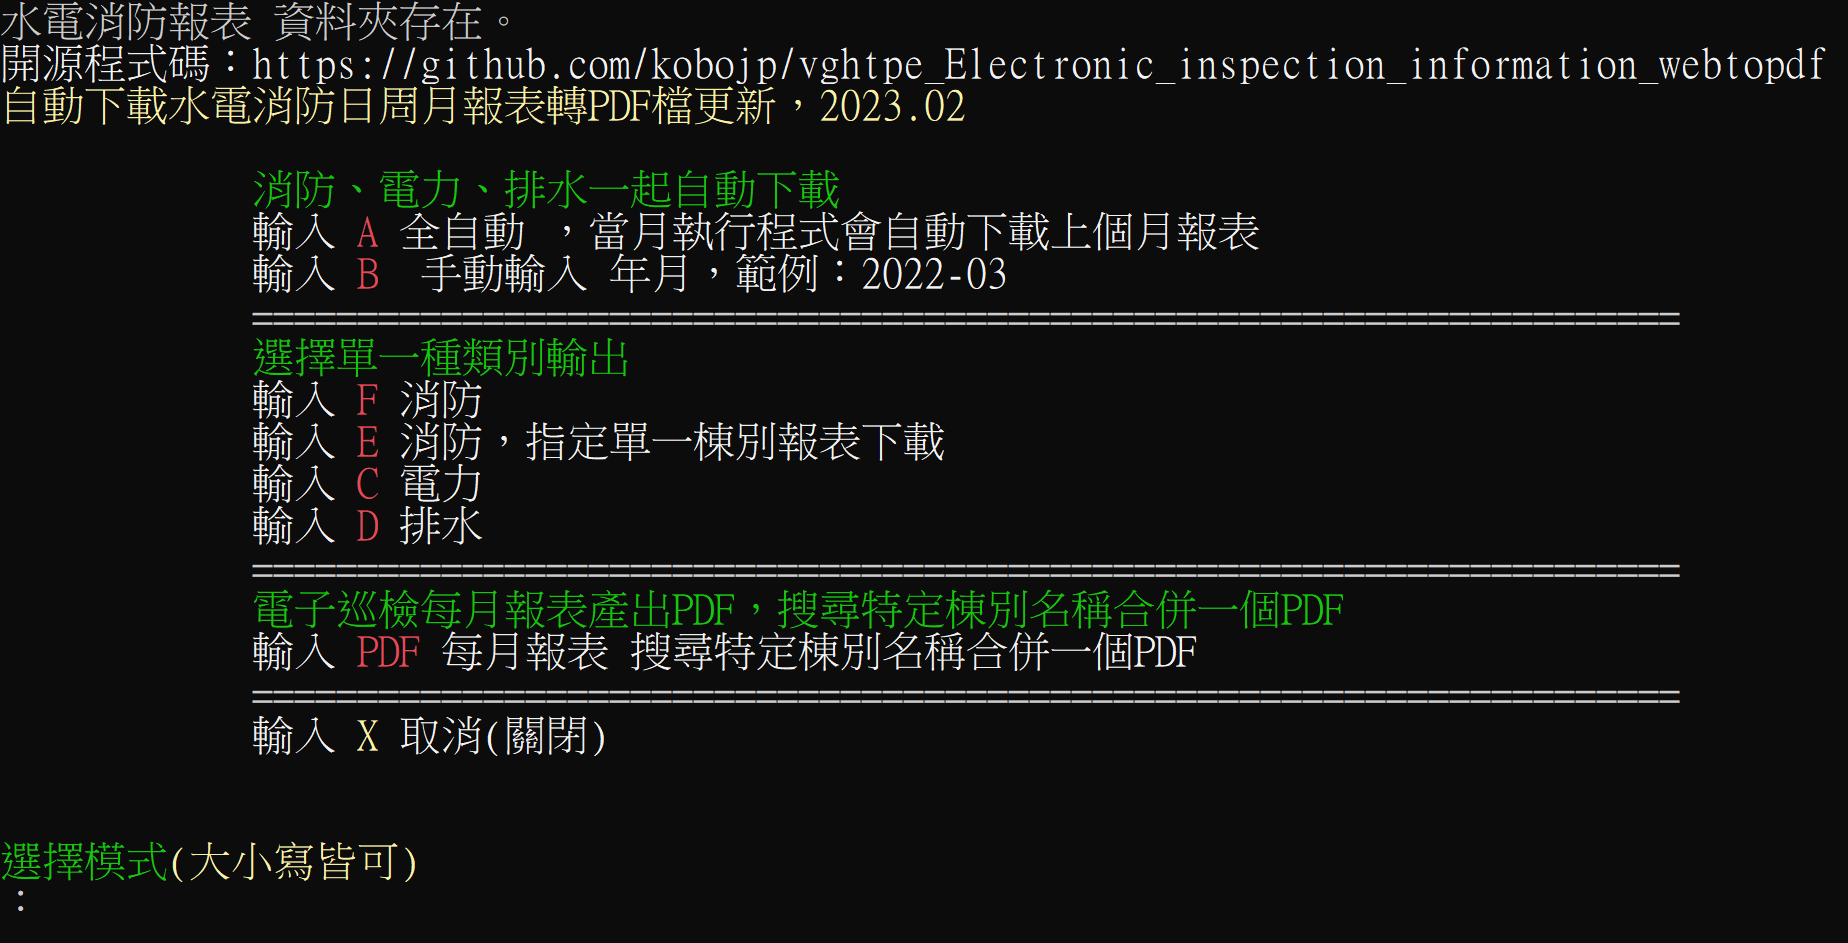 水電消防報表 資料夾存在。
開源程式碼：https://github.com/kobojp/vghtpe_Electronic_inspection_information_webtopdf
自動下載水電消防日周月報表轉PDF檔更新，2023.02
消防、電力、排水一起自動下載
輸入 A 全自動 ，當月執行程式會自動下載上個月報表
輸入 B  手動輸入 年月，範例：2022-03
====================================================================
選擇單一種類別輸出
輸入 F 消防
輸入 E 消防，指定單一棟別報表下載
輸入 C 電力
輸入 D 排水
====================================================================
電子巡檢每月報表產出PDF，搜尋特定棟別名稱合併一個PDF
輸入 PDF 每月報表 搜尋特定棟別名稱合併一個PDF
====================================================================
輸入 X 取消(關閉)
選擇模式(大小寫皆可)
：